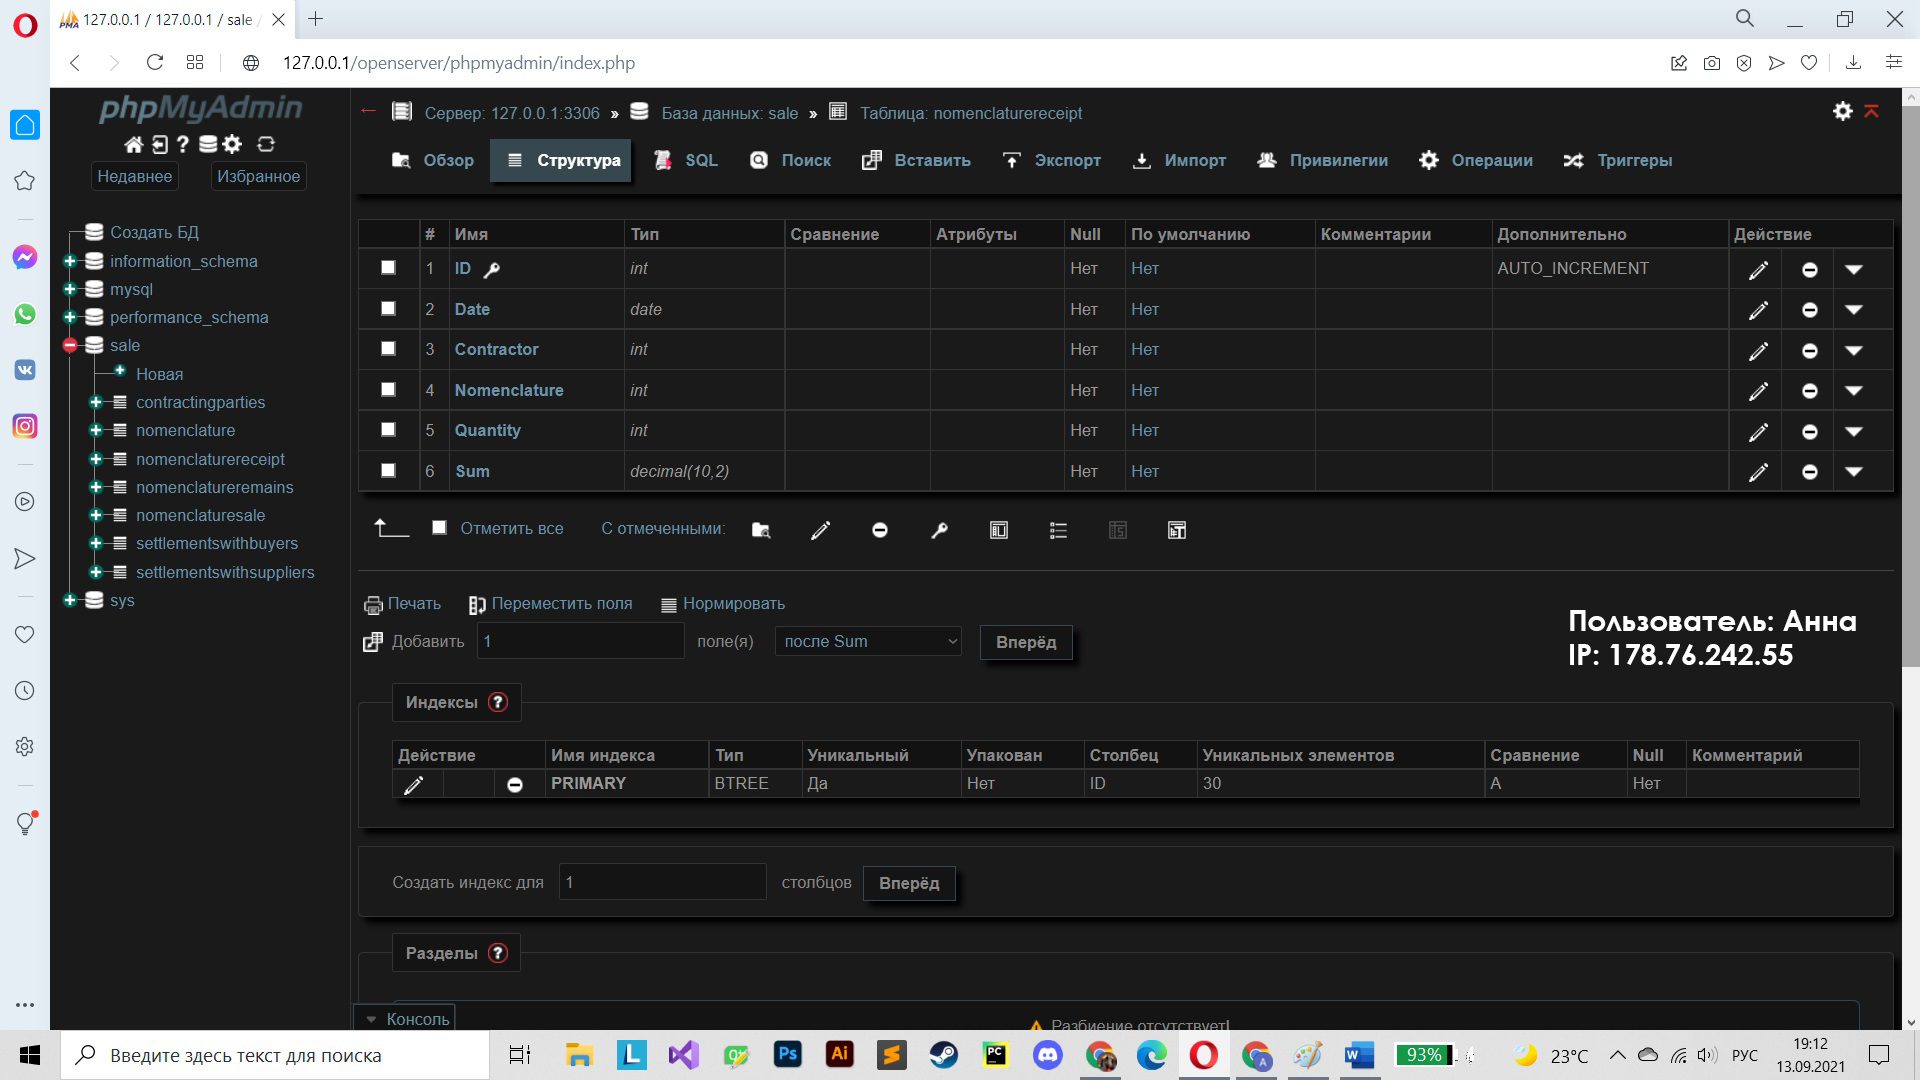 127.0.0.1 / 127.0.0.1 / sale /
127.0.0.1/openserver/phpmyadmin/index.php
phpMyAdmin
Недавнее Избранное
Создать БД
information_schema
mysql
performance_schema
sale
Новая
contractingparties
nomenclature
nomenclaturereceipt
nomenclatureremains
nomenclaturesale
settlementswithbuyers
settlementswithsuppliers
sys
Сервер: 127.0.0.1:3306 » База данных: sale » Таблица: nomenclaturereceipt
Обзор Структура SQL Поиск Вставить Экспорт Импорт Привилегии Операции Триггеры
# Имя Тип Сравнение Атрибуты Null По умолчанию Комментарии Дополнительно Действие
1 ID int Нет Нет AUTO_INCREMENT
2 Date date Нет Нет
3 Contractor int Нет Нет
4 Nomenclature int Нет Нет
5 Quantity int Нет Нет
6 Sum decimal(10,2) Нет Нет
Отметить все С отмеченными:
Печать Переместить поля Нормировать
Добавить 1 поле(я) после Sum Вперёд
Пользователь: Анна
IP: 178.76.242.55
Индексы
Действие Имя индекса Тип Уникальный Упакован Столбец Уникальных элементов Сравнение Null Комментарий
PRIMARY BTREE Да Нет ID 30 A Нет
Создать индекс для 1 столбцов Вперёд
Разделы
Консоль
Разбиение отсутствует!
Введите здесь текст для поиска
93%
23°C
РУС
19:12
13.09.2021